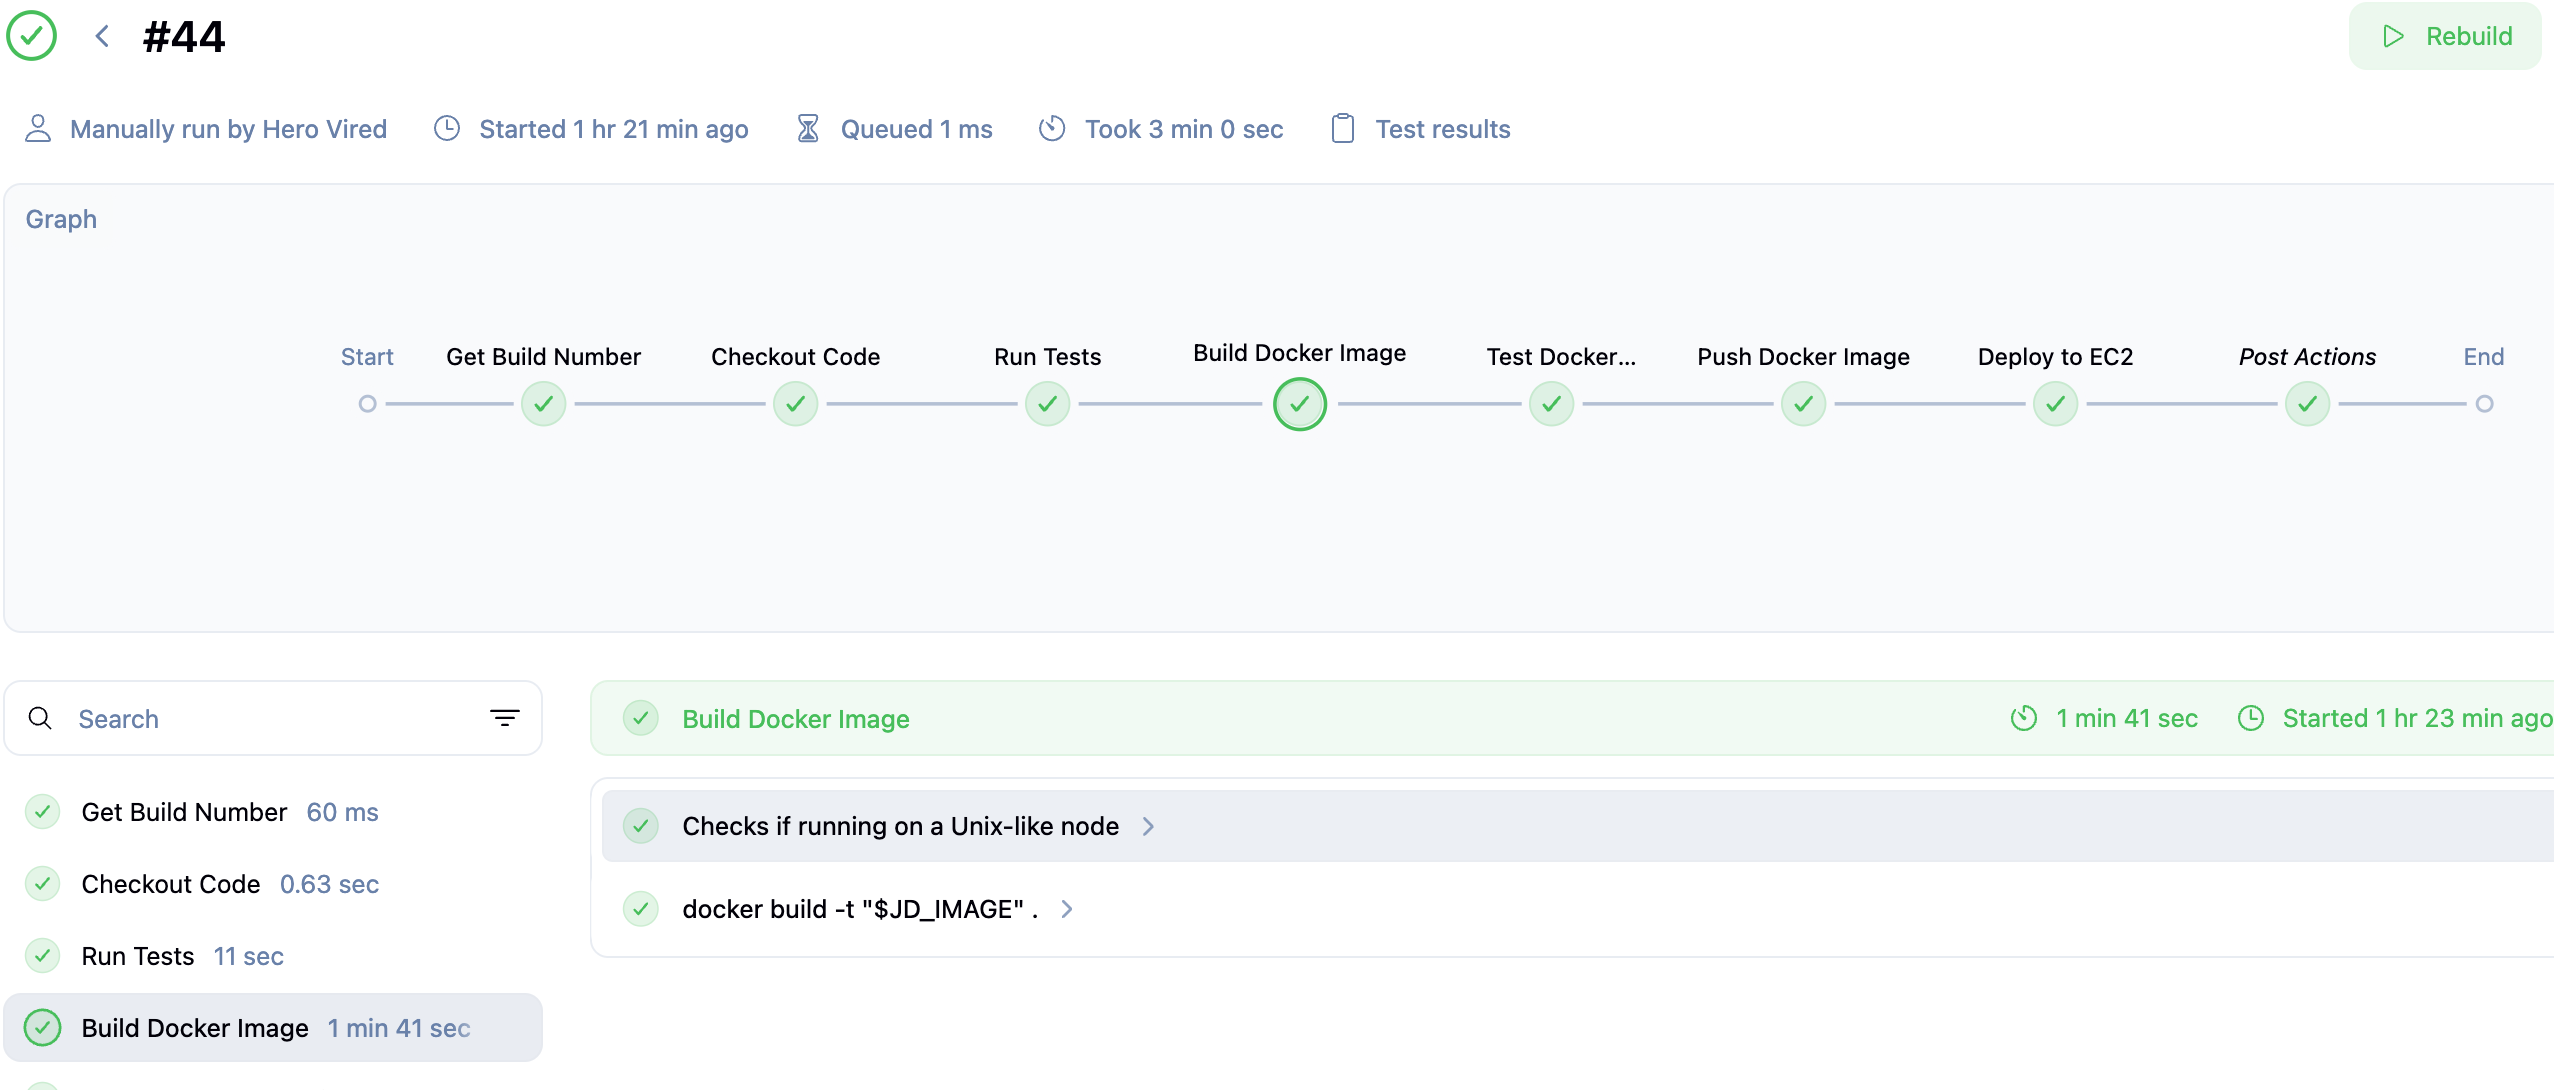 #44
Rebuild
Manually run by Hero Vired
Started 1 hr 21 min ago
Queued 1 ms
Took 3 min 0 sec
Test results
Graph
Start
Get Build Number
Checkout Code
Run Tests
Build Docker Image
Test Docker...
Push Docker Image
Deploy to EC2
Post Actions
End
Search
Get Build Number 60 ms
Checkout Code 0.63 sec
Run Tests 11 sec
Build Docker Image 1 min 41 sec
Build Docker Image
1 min 41 sec
Started 1 hr 23 min ago
Checks if running on a Unix-like node
docker build -t "$JD_IMAGE" .